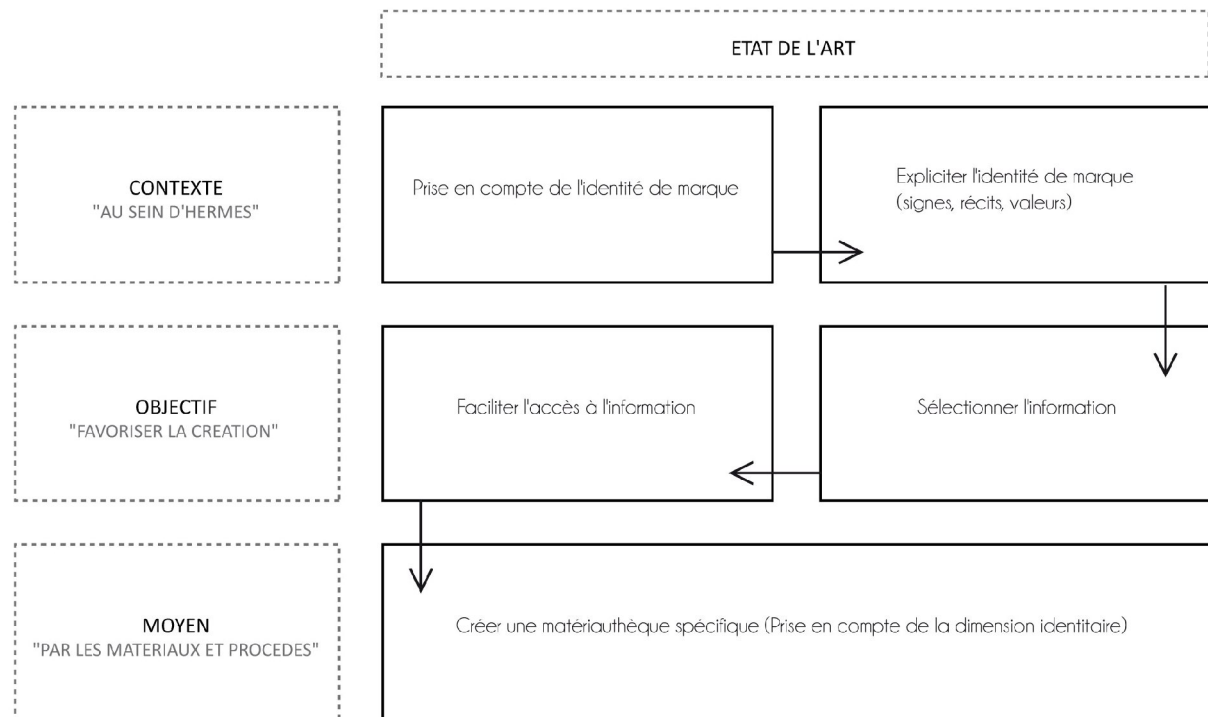 ETAT DE L'ART
CONTEXTE
"AU SEIN D'HERMES"
Prise en compte de l'identité de marque
Expliciter l'identité de marque
(signes, récits, valeurs)
OBJECTIF
"FAVORISER LA CREATION"
Faciliter l'accès à l'information
Sélectionner l'information
MOYEN
"PAR LES MATERIAUX ET PROCEDES"
Créer une matériauthèque spécifique (Prise en compte de la dimension identitaire)